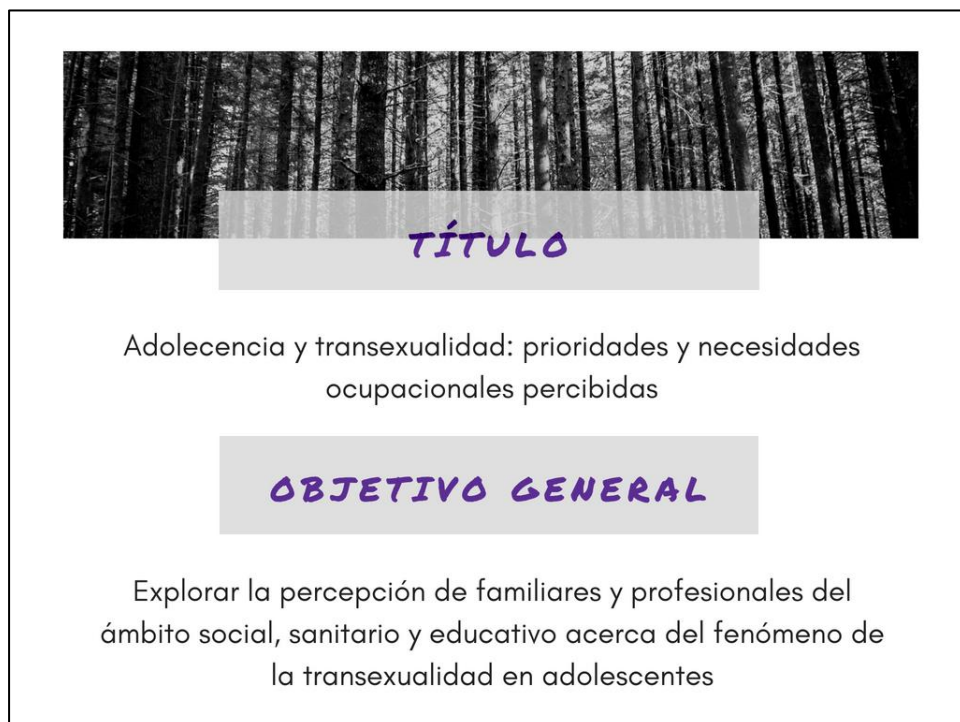 TÍTULO
Adolecencia y transexualidad: prioridades y necesidades
ocupacionales percibidas
OBJETIVO GENERAL
Explorar la percepción de familiares y profesionales del
ámbito social, sanitario y educativo acerca del fenómeno de
la transexualidad en adolescentes